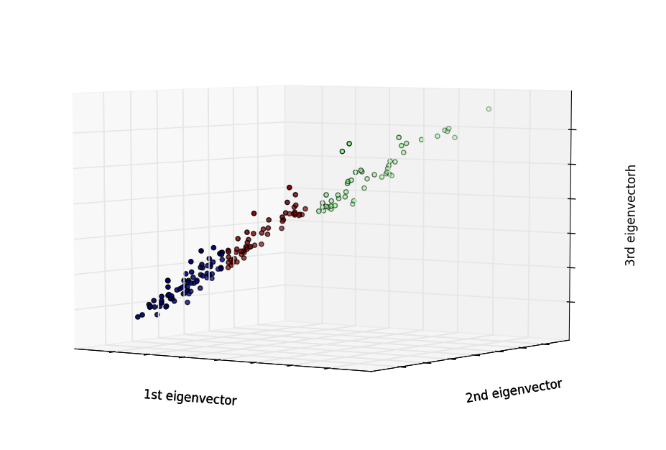 3rd eigenvectorh
2nd eigenvector
1st eigenvector